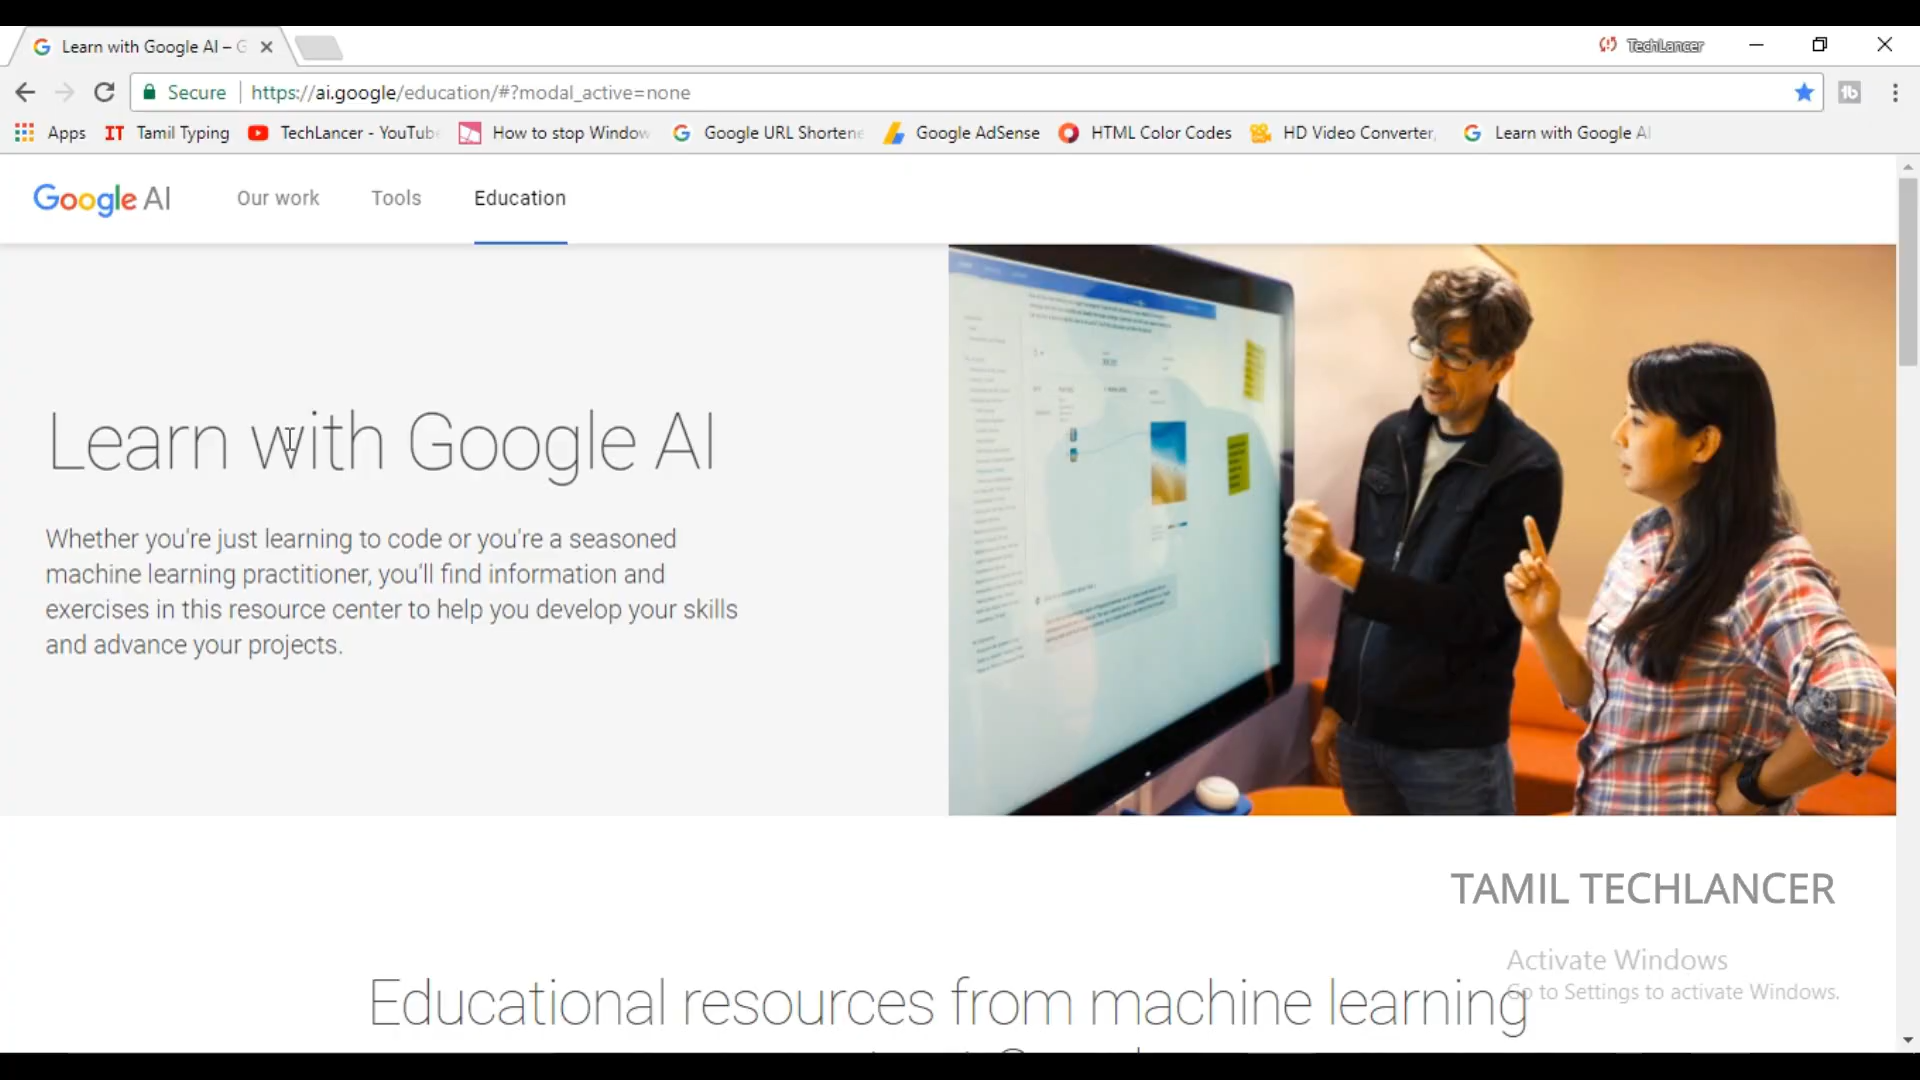 Learn with Google AI – G
TechLancer
Secure
https://ai.google/education/#?modal_active=none
Apps
IT Tamil Typing
TechLancer - YouTub
How to stop Window
Google URL Shortene
Google AdSense
HTML Color Codes
HD Video Converter,
Learn with Google AI
Google AI
Our work
Tools
Education
Learn with Google AI
Whether you're just learning to code or you're a seasoned
machine learning practitioner, you'll find information and
exercises in this resource center to help you develop your skills
and advance your projects.
TAMIL TECHLANCER
Activate Windows
Go to Settings to activate Windows.
Educational resources from machine learning